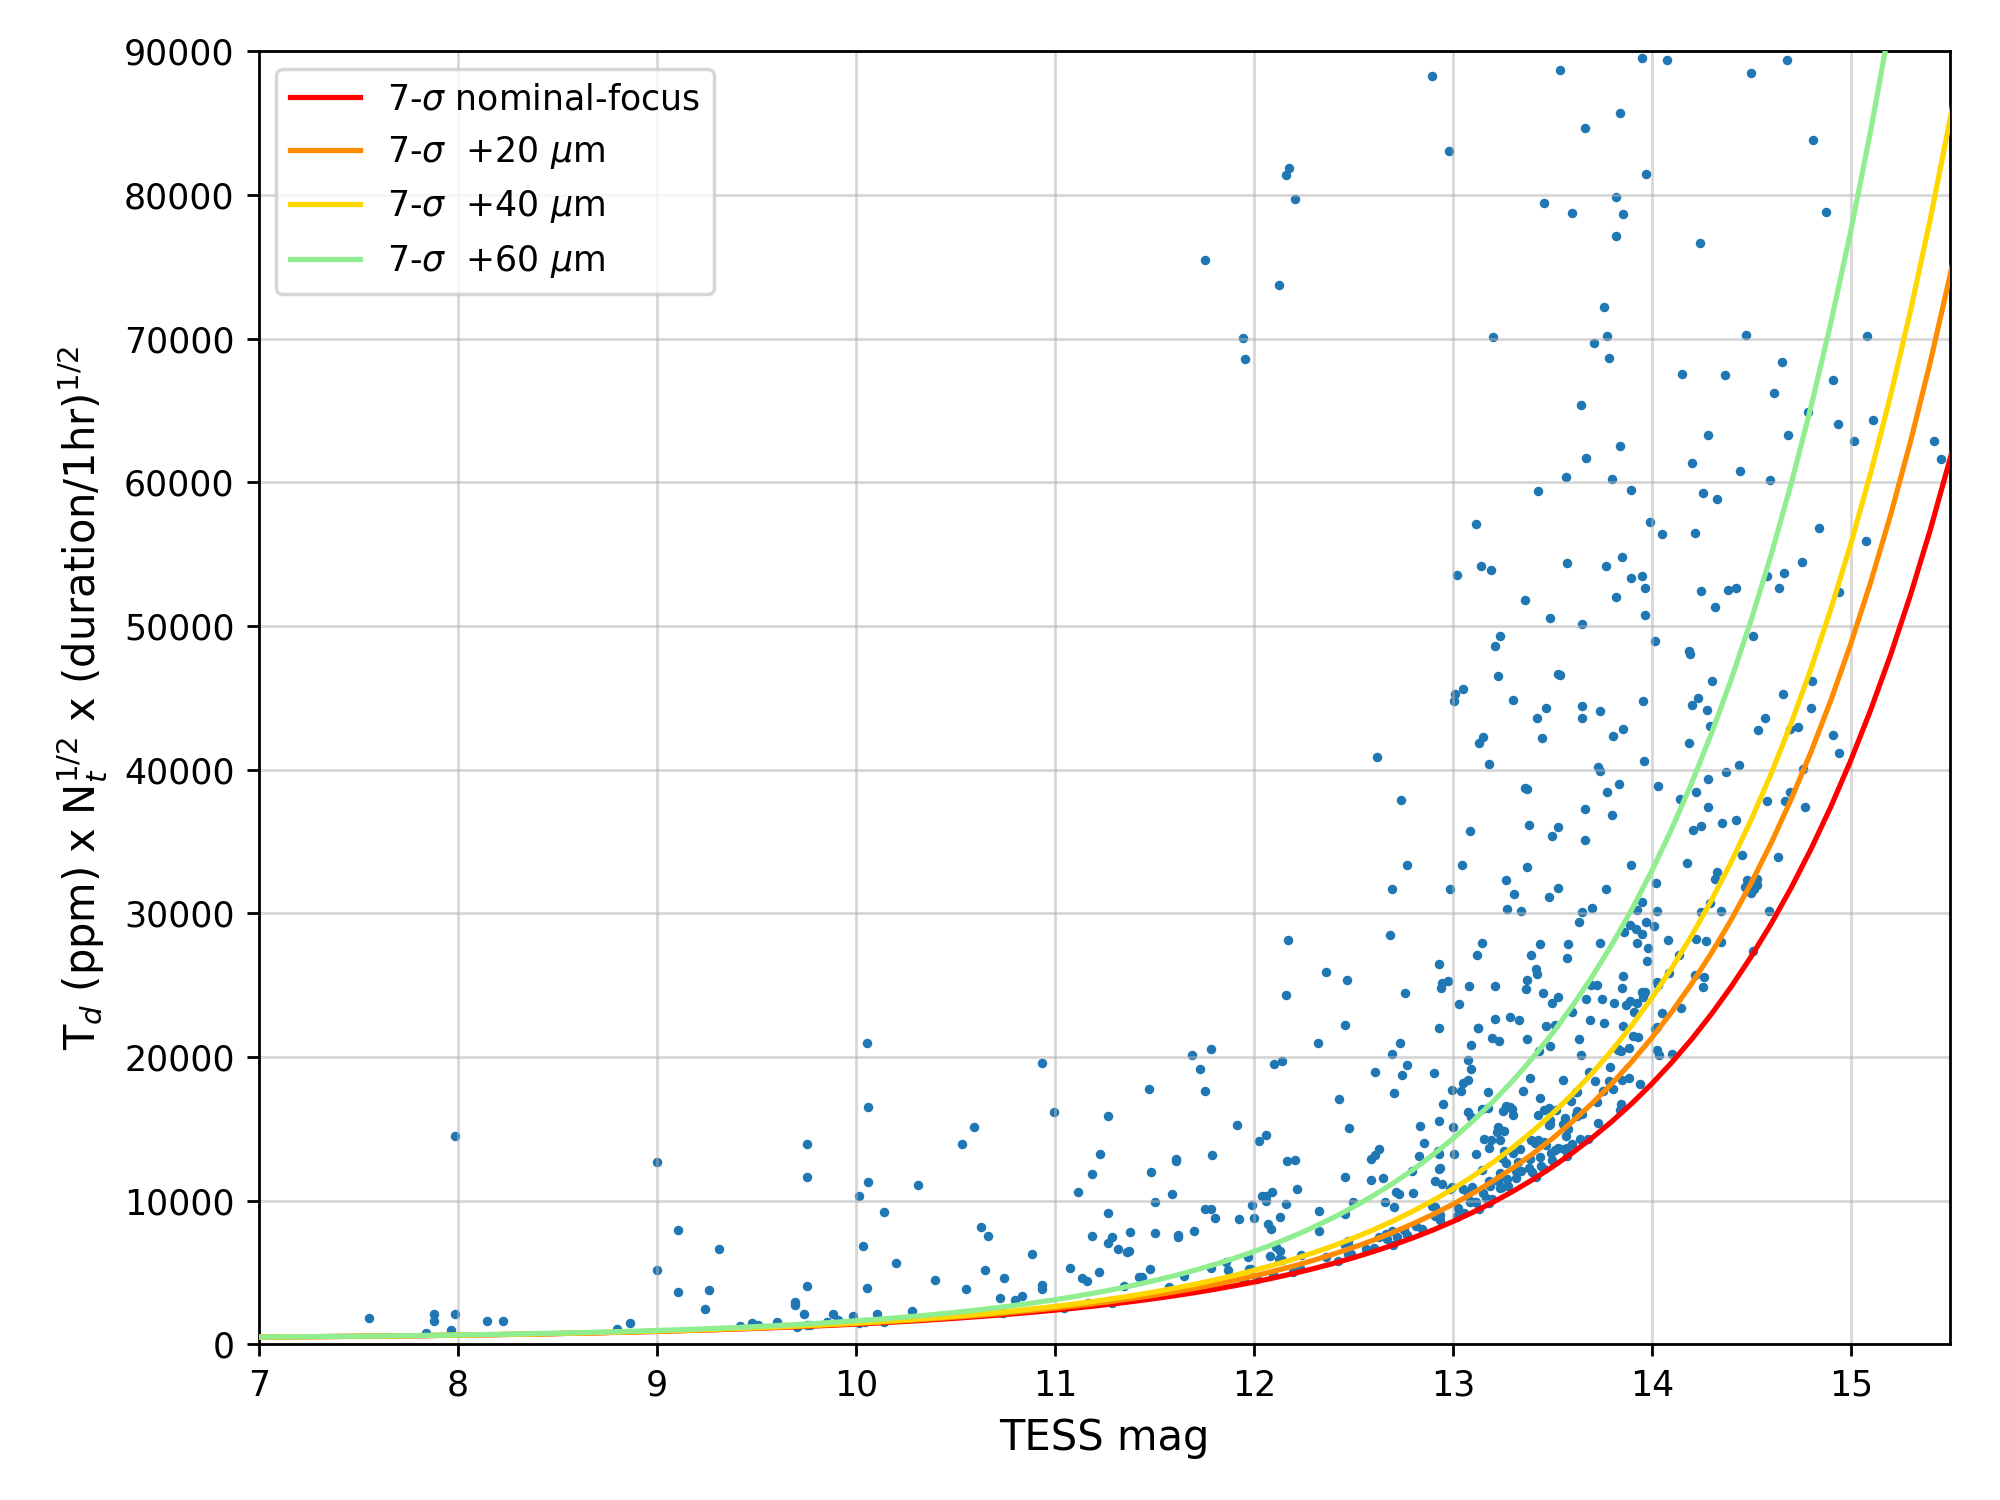 90000
80000
70000
60000
50000
40000
30000
20000
10000
0
T_d (ppm) x N_t^{1/2} x (duration/1hr)^{1/2}
7-σ nominal-focus
7-σ +20 μm
7-σ +40 μm
7-σ +60 μm
7 8 9 10 11 12 13 14 15
TESS mag